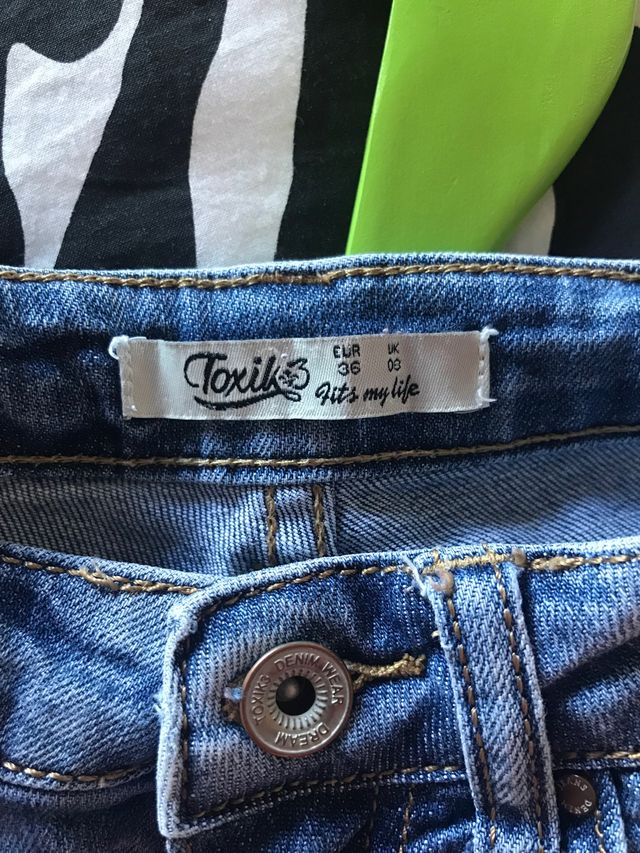 Toxik3
EUR
36
UK
08
Fits my life
TOXIK3 DENIM WEAR
DREAM